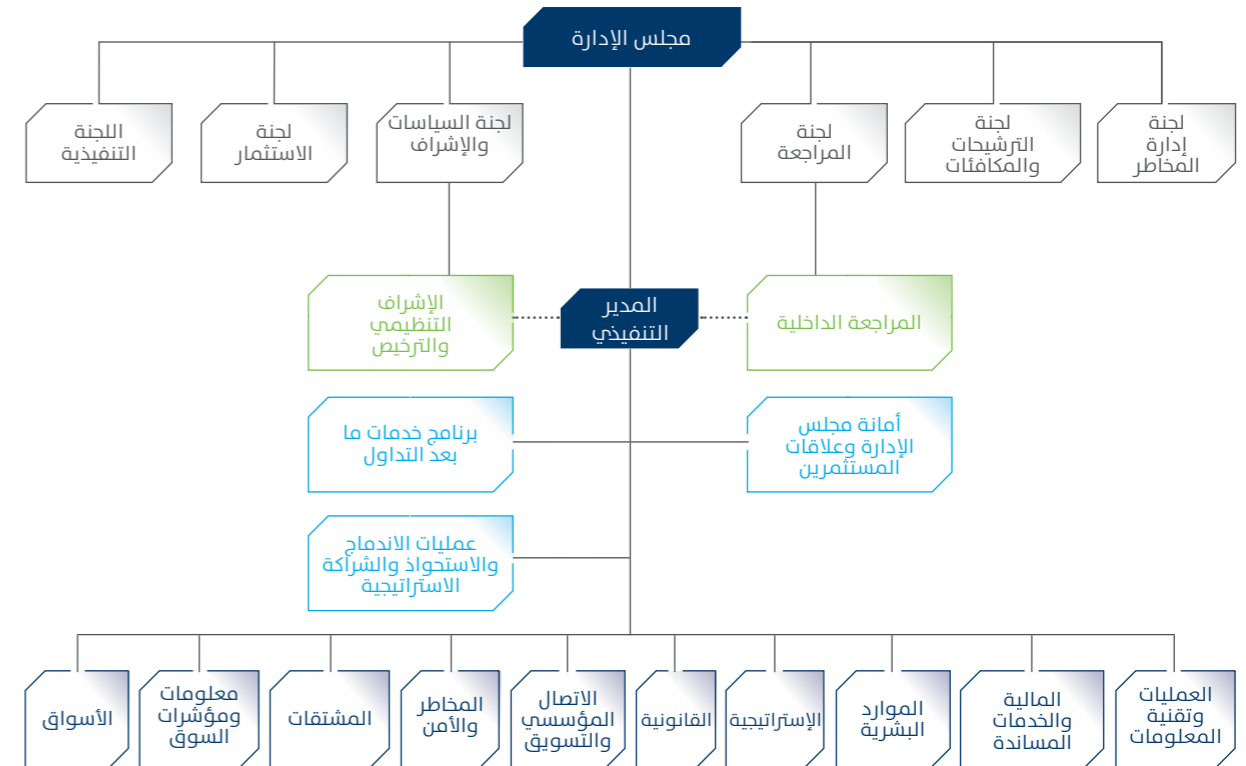 مجلس الإدارة
لجنة
إدارة
المخاطر
لجنة
الترشيحات
والمكافئات
لجنة
المراجعة
لجنة السياسات
والإشراف
لجنة
الاستثمار
اللجنة
التنفيذية
المراجعة الداخلية
المدير
التنفيذي
الإشراف
التنظيمي
والترخيص
أمانة مجلس
الإدارة وعلاقات
المستثمرين
برنامج خدمات ما
بعد التداول
عمليات الاندماج
والاستحواذ والشراكة
الاستراتيجية
العمليات
وتقنية
المعلومات
المالية
والخدمات
المساندة
الموارد
البشرية
الإستراتيجية
القانونية
الاتصال
المؤسسي
والتسويق
المخاطر
والأمن
المشتقات
معلومات
ومؤشرات
السوق
الأسواق